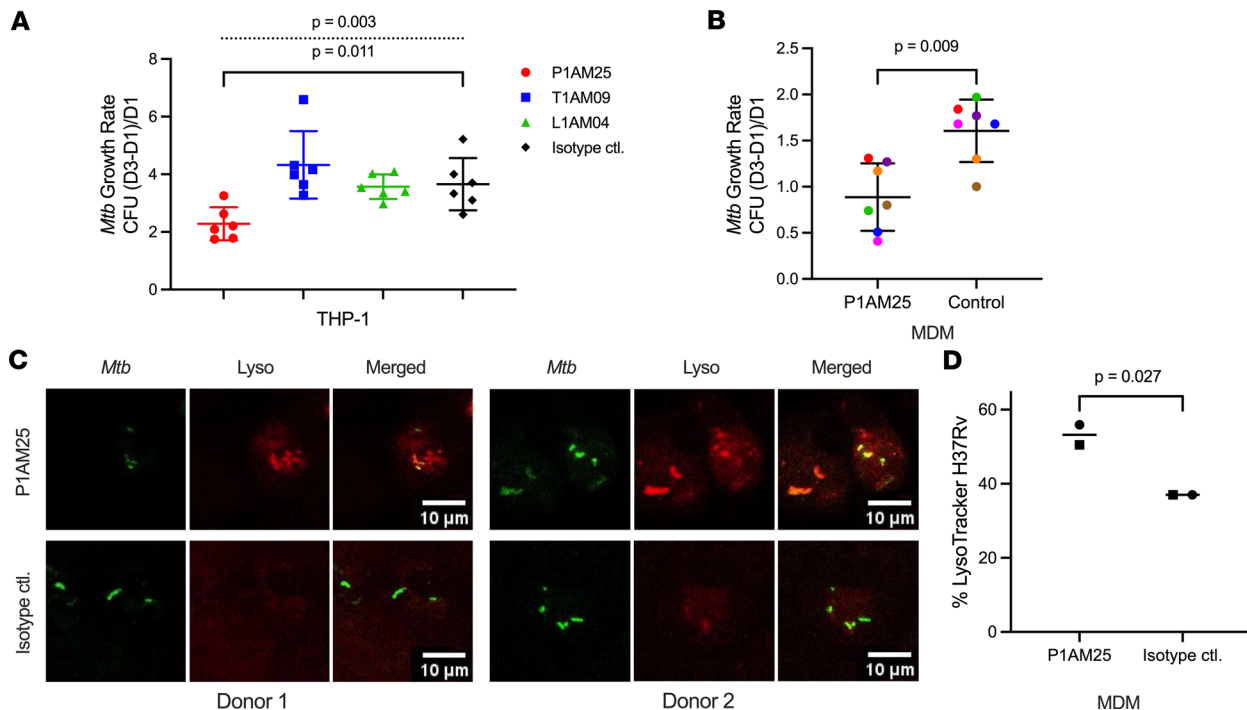 A
p = 0.003
p = 0.011
8
6
4
2
0
Mtb Growth Rate
CFU (D3-D1)/D1
THP-1
P1AM25
T1AM09
L1AM04
Isotype ctl.
B
p = 0.009
2.5
2.0
1.5
1.0
0.5
0.0
Mtb Growth Rate
CFU (D3-D1)/D1
P1AM25 Control
MDM
C
Mtb Lyso Merged Mtb Lyso Merged
P1AM25
10 µm 10 µm
Isotype ctl.
10 µm 10 µm
Donor 1 Donor 2
D
p = 0.027
60
40
20
0
% LysoTracker H37Rv
P1AM25 Isotype ctl.
MDM